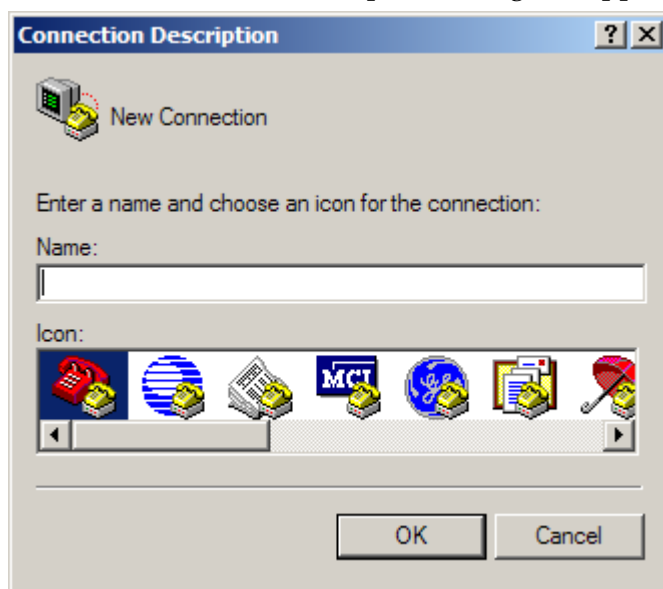 Connection Description
New Connection
Enter a name and choose an icon for the connection:
Name:
Icon:
MCI
OK
Cancel